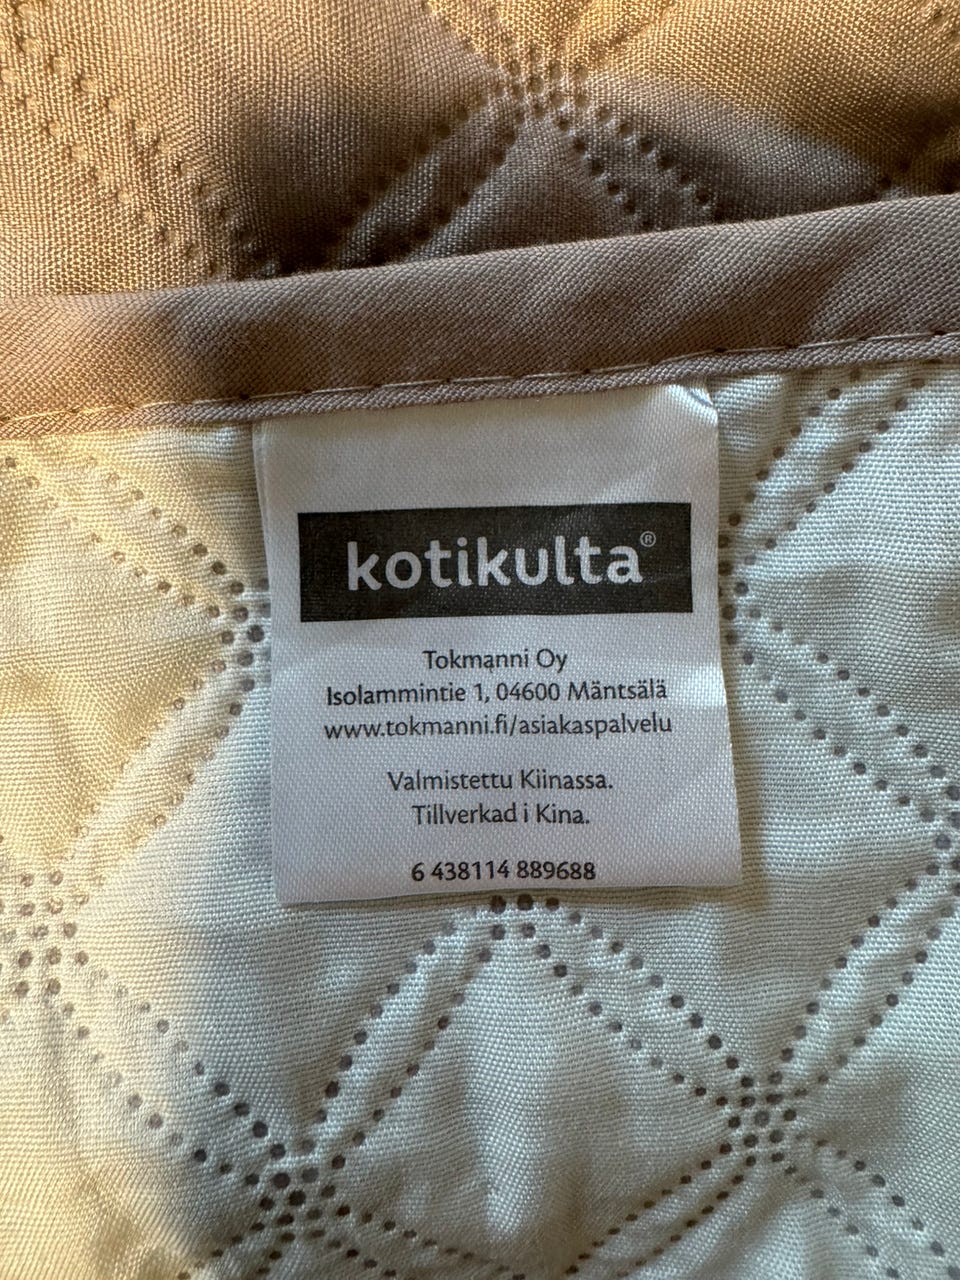 kotikulta®
Tokmanni Oy
Isolammintie 1, 04600 Mäntsälä
www.tokmanni.fi/asiakaspalvelu
Valmistettu Kiinassa.
Tillverkad i Kina.
6 438114 889688